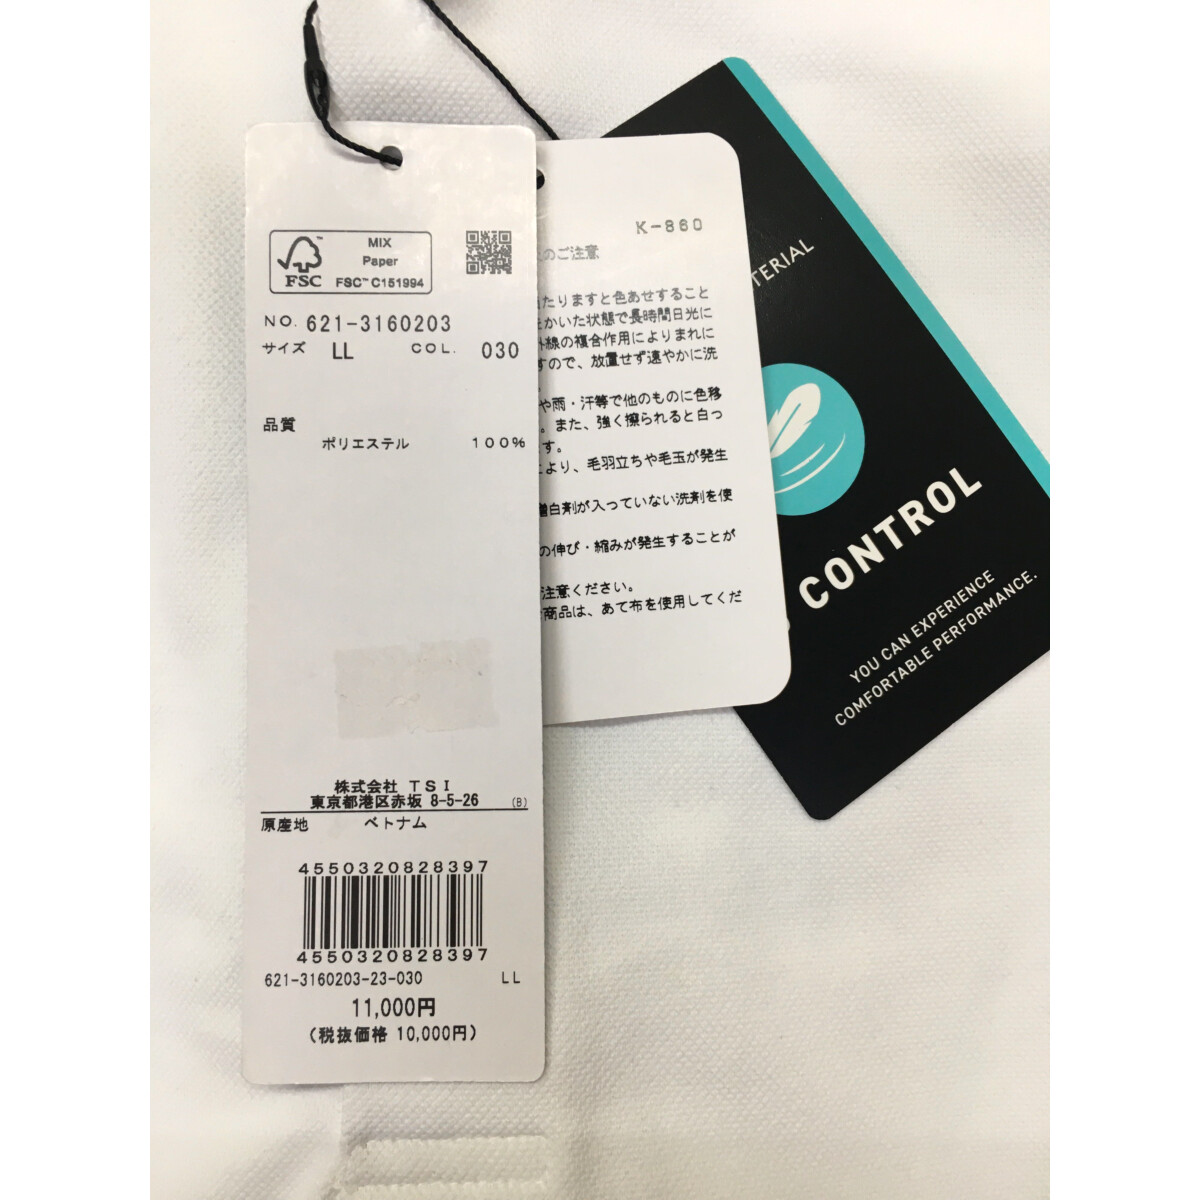 MIX
Paper
FSC
FSC™ C151994
NO. 621-3160203
サイズ LL COL. 030
品質
ポリエステル 100%
株式会社 TSI
東京都港区赤坂 8-5-26 (B)
原産地 ベトナム
4550320828397
4550320828397
621-3160203-23-030 LL
11,000円
(税抜価格 10,000円)
K-860
のご注意
たりますと色あせすること
かいた状態で長時間日光に
線の複合作用によりまれに
すので、放置せず速やかに洗
や雨・汗等で他のものに色移
。また、強く擦られると白っ
す。
より、毛羽立ちや毛玉が発生
増白剤が入っていない洗剤を使
の伸び・縮みが発生することが
注意ください。
商品は、あて布を使用してくだ
TERIAL
CONTROL
YOU CAN EXPERIENCE
COMFORTABLE PERFORMANCE.